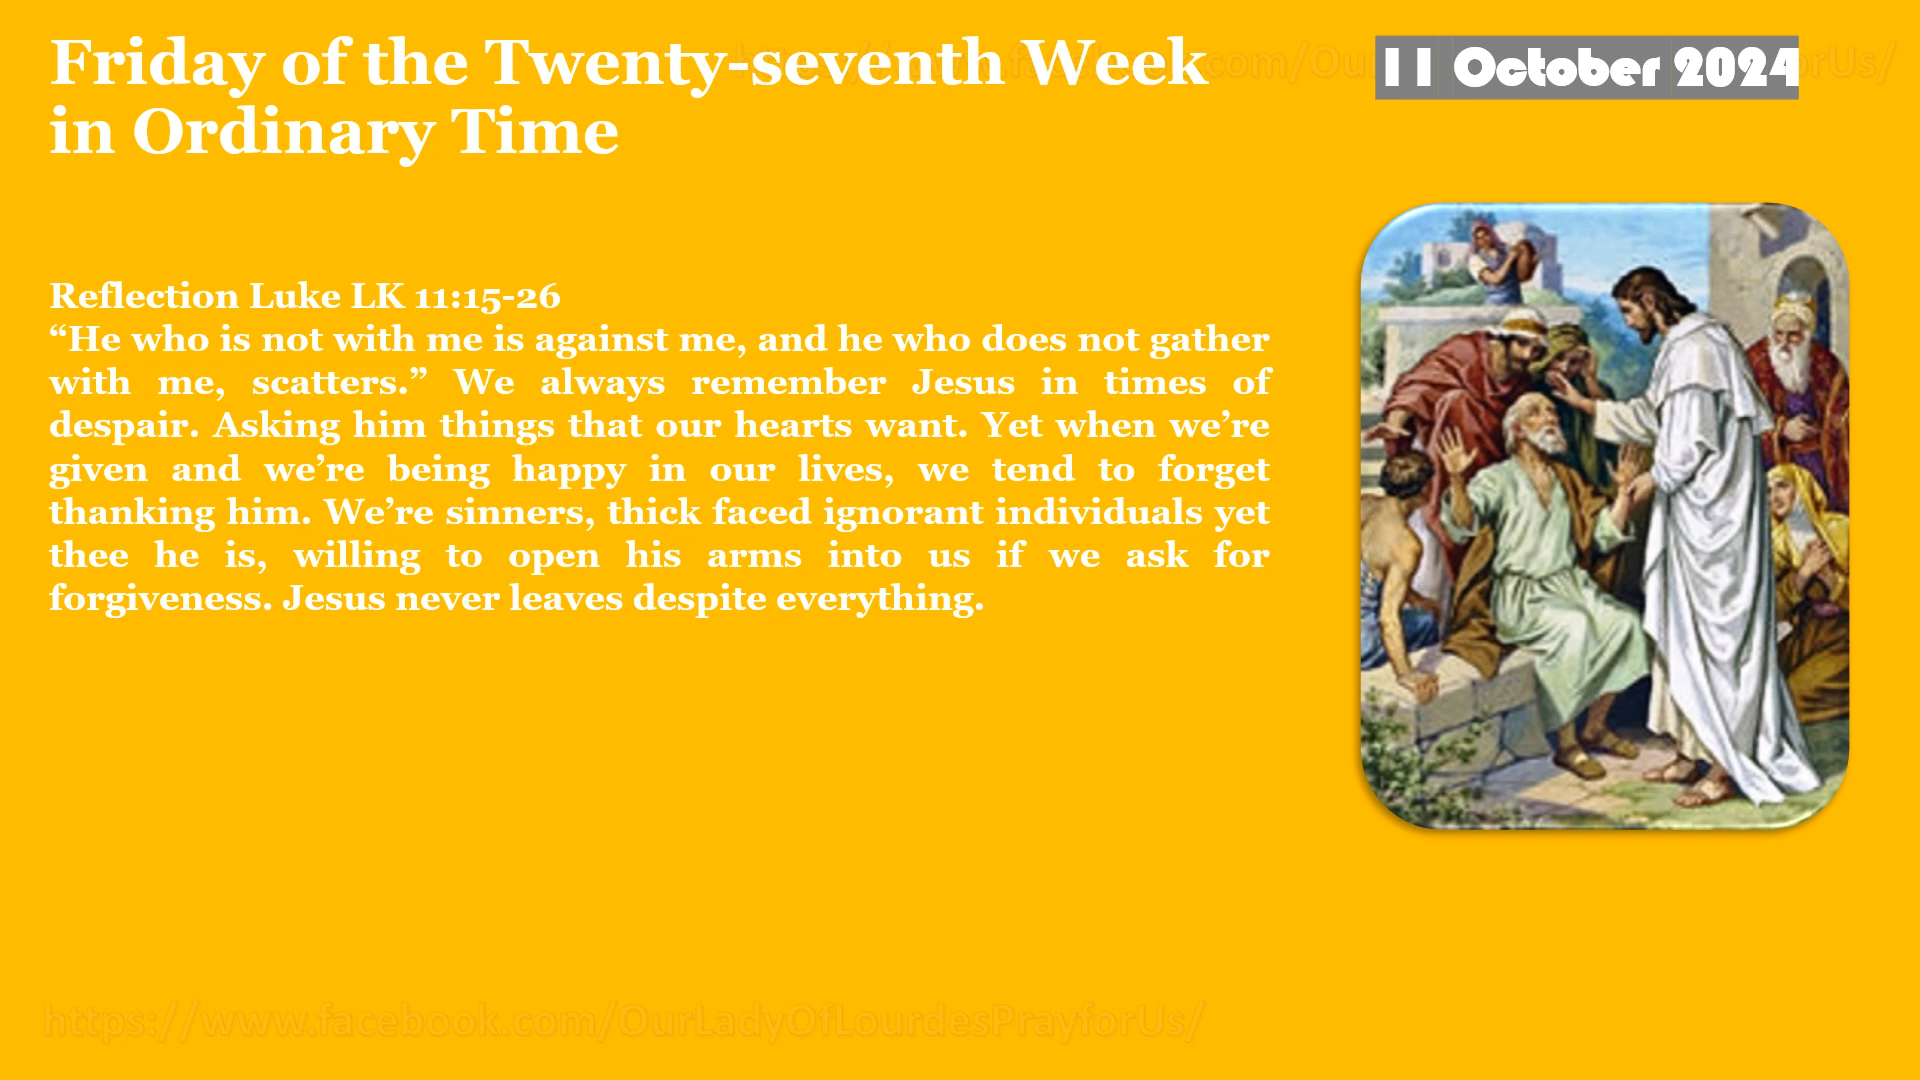 Friday of the Twenty-seventh Week
in Ordinary Time
11 October 2024
Reflection Luke LK 11:15-26
“He who is not with me is against me, and he who does not gather
with me, scatters.” We always remember Jesus in times of
despair. Asking him things that our hearts want. Yet when we’re
given and we’re being happy in our lives, we tend to forget
thanking him. We’re sinners, thick faced ignorant individuals yet
thee he is, willing to open his arms into us if we ask for
forgiveness. Jesus never leaves despite everything.
https://www.facebook.com/OurLadyOfLourdesPrayforUs/